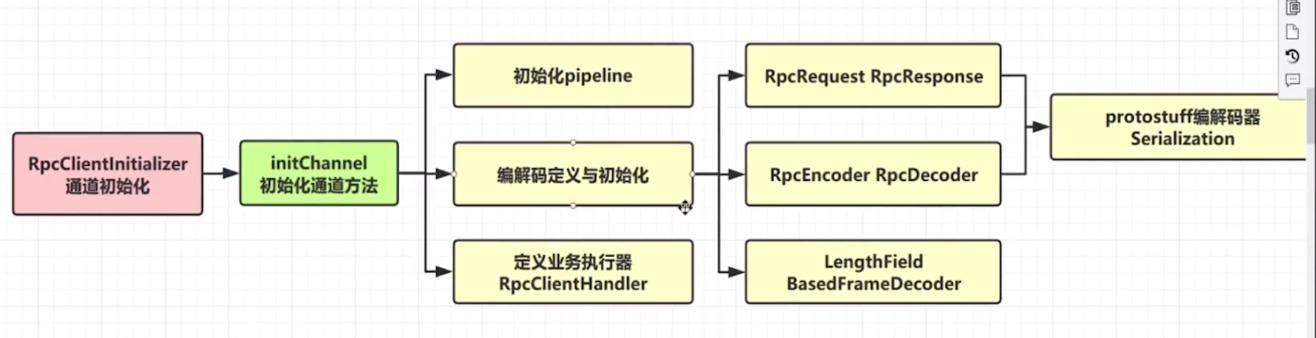 RpcClientInitializer
通道初始化
initChannel
初始化通道方法
初始化pipeline
编解码定义与初始化
定义业务执行器
RpcClientHandler
RpcRequest RpcResponse
RpcEncoder RpcDecoder
LengthField
BasedFrameDecoder
protostuff编解码器
Serialization